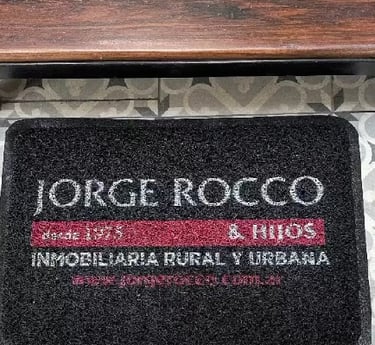 JORGE ROCCO
desde 1975 & HIJOS
INMOBILIARIA RURAL Y URBANA
www.jorgerocco.com.ar